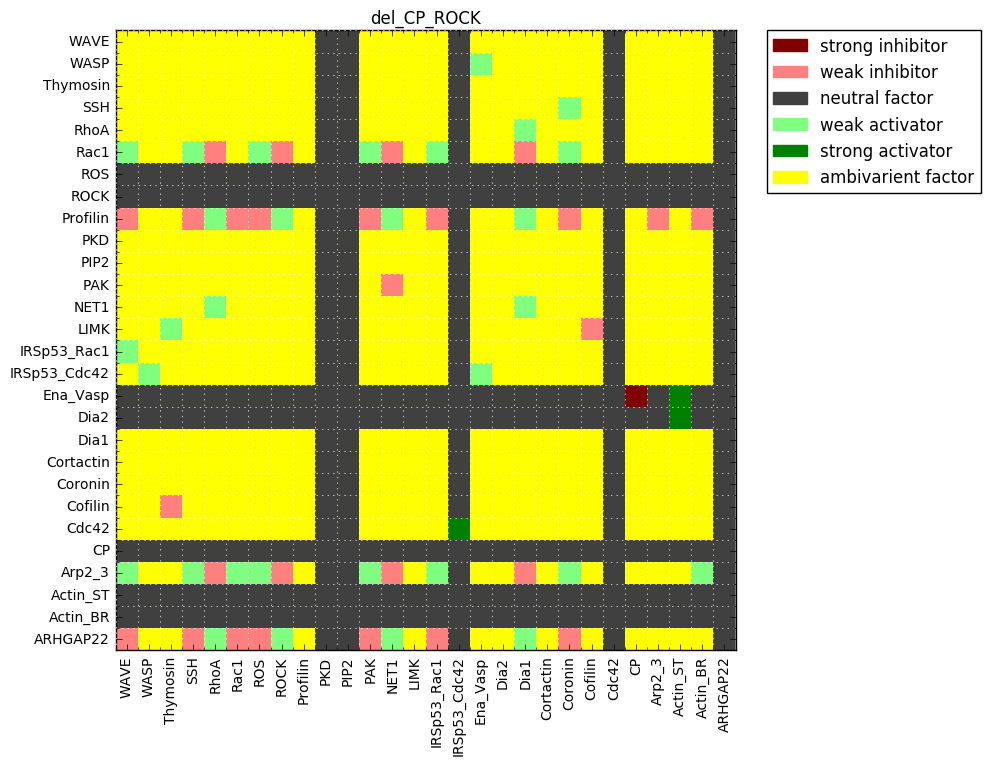 del_CP_ROCK
WAVE
WASP
Thymosin
SSH
RhoA
Rac1
ROS
ROCK
Profilin
PKD
PIP2
PAK
NET1
LIMK
IRSp53_Rac1
IRSp53_Cdc42
Ena_Vasp
Dia2
Dia1
Cortactin
Coronin
Cofilin
Cdc42
CP
Arp2_3
Actin_ST
Actin_BR
ARHGAP22
WAVE
WASP
Thymosin
SSH
RhoA
Rac1
ROS
ROCK
Profilin
PKD
PIP2
PAK
NET1
LIMK
IRSp53_Rac1
IRSp53_Cdc42
Ena_Vasp
Dia2
Dia1
Cortactin
Coronin
Cofilin
Cdc42
CP
Arp2_3
Actin_ST
Actin_BR
ARHGAP22
strong inhibitor
weak inhibitor
neutral factor
weak activator
strong activator
ambivarient factor